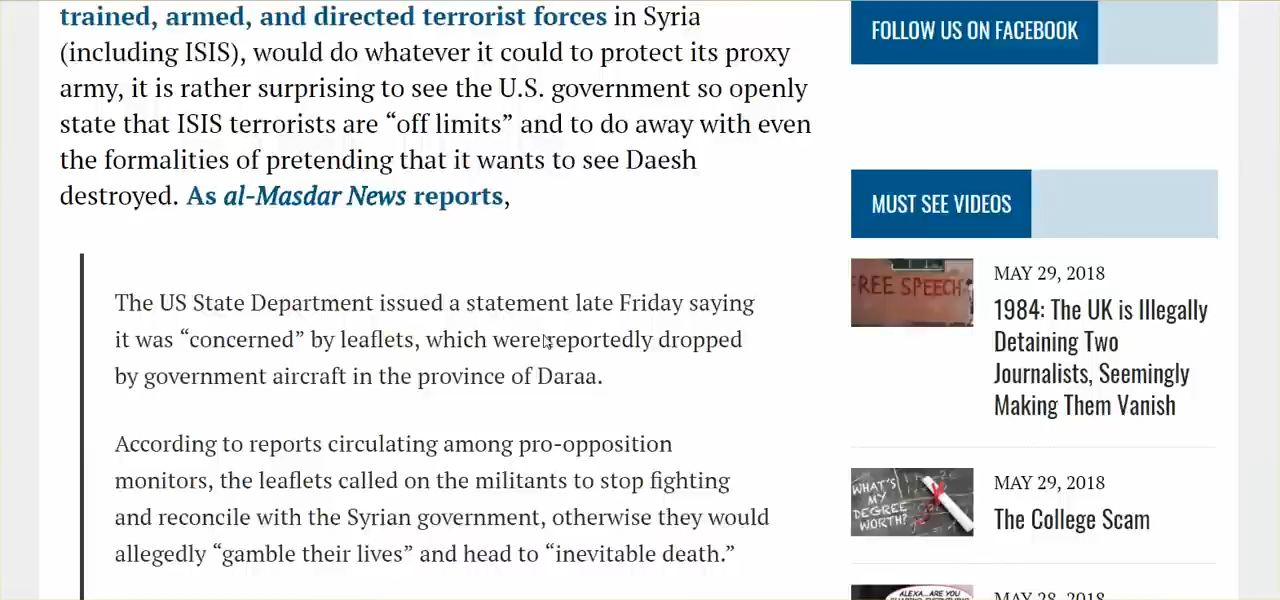 trained, armed, and directed terrorist forces in Syria
(including ISIS), would do whatever it could to protect its proxy
army, it is rather surprising to see the U.S. government so openly
state that ISIS terrorists are “off limits” and to do away with even
the formalities of pretending that it wants to see Daesh
destroyed. As al-Masdar News reports,
The US State Department issued a statement late Friday saying
it was “concerned” by leaflets, which were reportedly dropped
by government aircraft in the province of Daraa.
According to reports circulating among pro-opposition
monitors, the leaflets called on the militants to stop fighting
and reconcile with the Syrian government, otherwise they would
allegedly “gamble their lives” and head to “inevitable death.”
FOLLOW US ON FACEBOOK
MUST SEE VIDEOS
FREE SPEECH
MAY 29, 2018
1984: The UK is Illegally
Detaining Two
Journalists, Seemingly
Making Them Vanish
WHAT'S
MY
DEGREE
WORTH?
MAY 29, 2018
The College Scam
ALEXA...ARE YOU
MAY 28, 2018